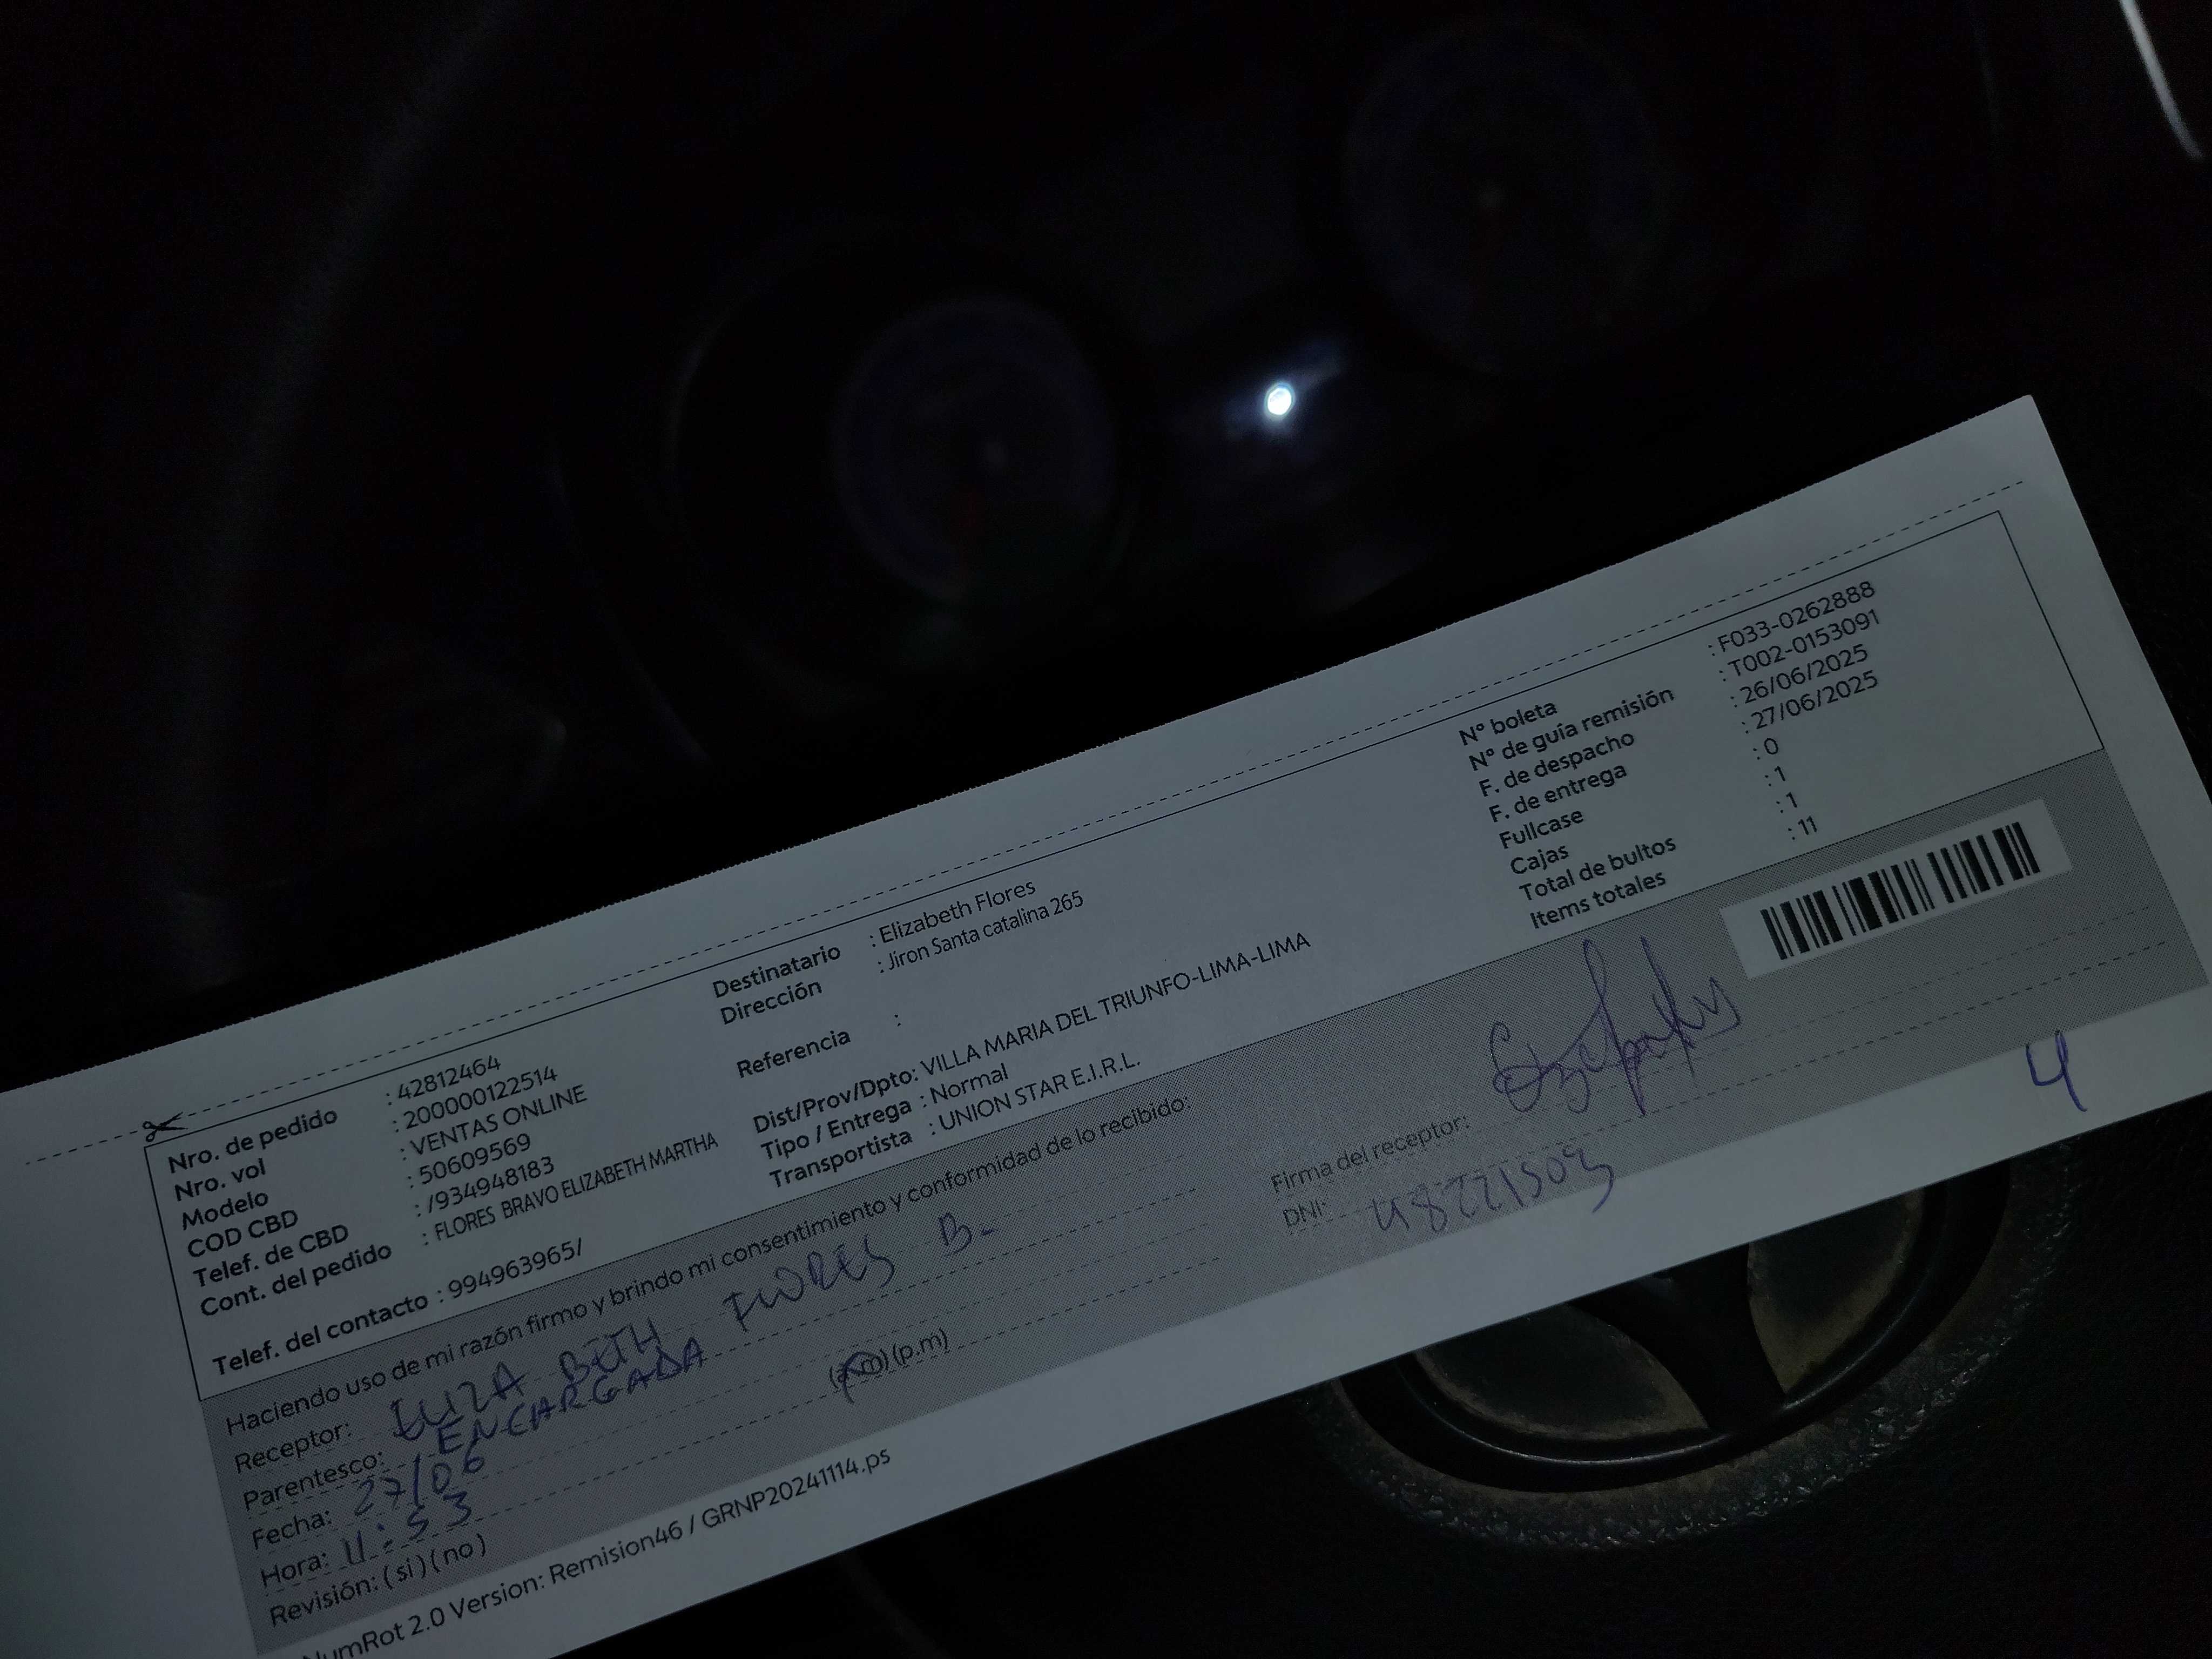 Nro. de pedido : 42812464
Nro. vol : 200000122514
Modelo : VENTAS ONLINE
COD CBD : 50609569
Telef. de CBD : /934948183
Cont. del pedido : FLORES BRAVO ELIZABETH MARTHA
Telef. del contacto : 994963965/
Destinatario : Elizabeth Flores
Dirección : Jiron Santa catalina 265
Referencia :
Dist/Prov/Dpto: VILLA MARIA DEL TRIUNFO-LIMA-LIMA
Tipo / Entrega : Normal
Transportista : UNION STAR E.I.R.L.
N° boleta : F033-0262888
N° de guía remisión : T002-0153091
F. de despacho : 26/06/2025
F. de entrega : 27/06/2025
Fullcase : 0
Cajas : 1
Total de bultos : 1
Items totales : 11
Haciendo uso de mi razón firmo y brindo mi consentimiento y conformidad de lo recibido:
Receptor: ELIZA BETH FLORES B.
Parentesco: ENCARGADA
Fecha: 27/06
Hora: 11:53 (a.m) (p.m)
Revisión: ( si ) ( no )
Firma del receptor:
DNI: 48221503
4
NumRot 2.0 Version: Remision46 / GRNP20241114.ps